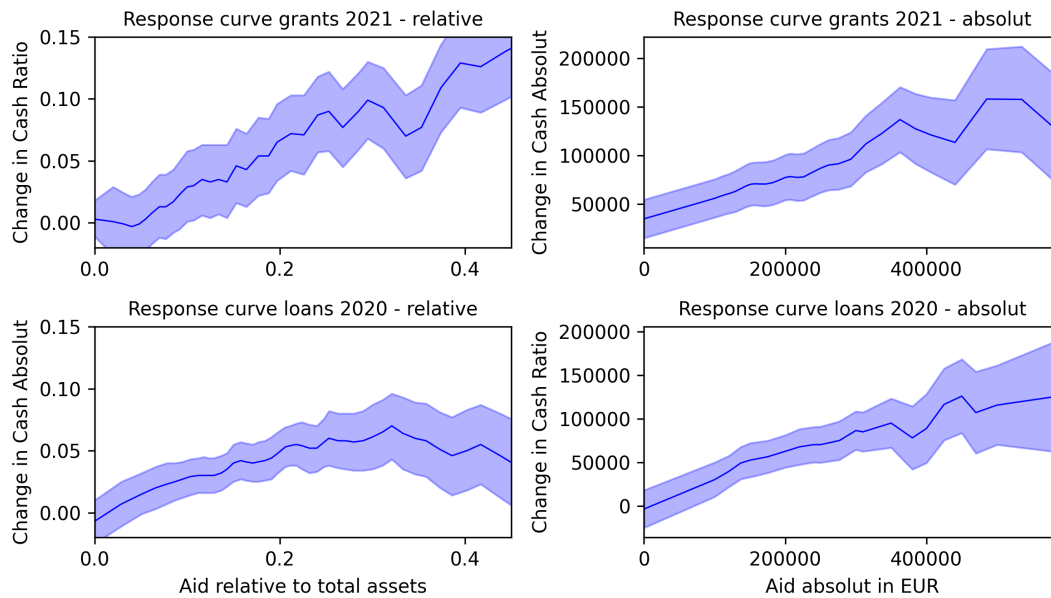 Response curve grants 2021 - relative
Change in Cash Ratio
0.15
0.10
0.05
0.00
0.0 0.2 0.4
Response curve grants 2021 - absolut
Change in Cash Absolut
200000
150000
100000
50000
0 200000 400000
Response curve loans 2020 - relative
Change in Cash Absolut
0.15
0.10
0.05
0.00
0.0 0.2 0.4
Aid relative to total assets
Response curve loans 2020 - absolut
Change in Cash Ratio
200000
150000
100000
50000
0
0 200000 400000
Aid absolut in EUR